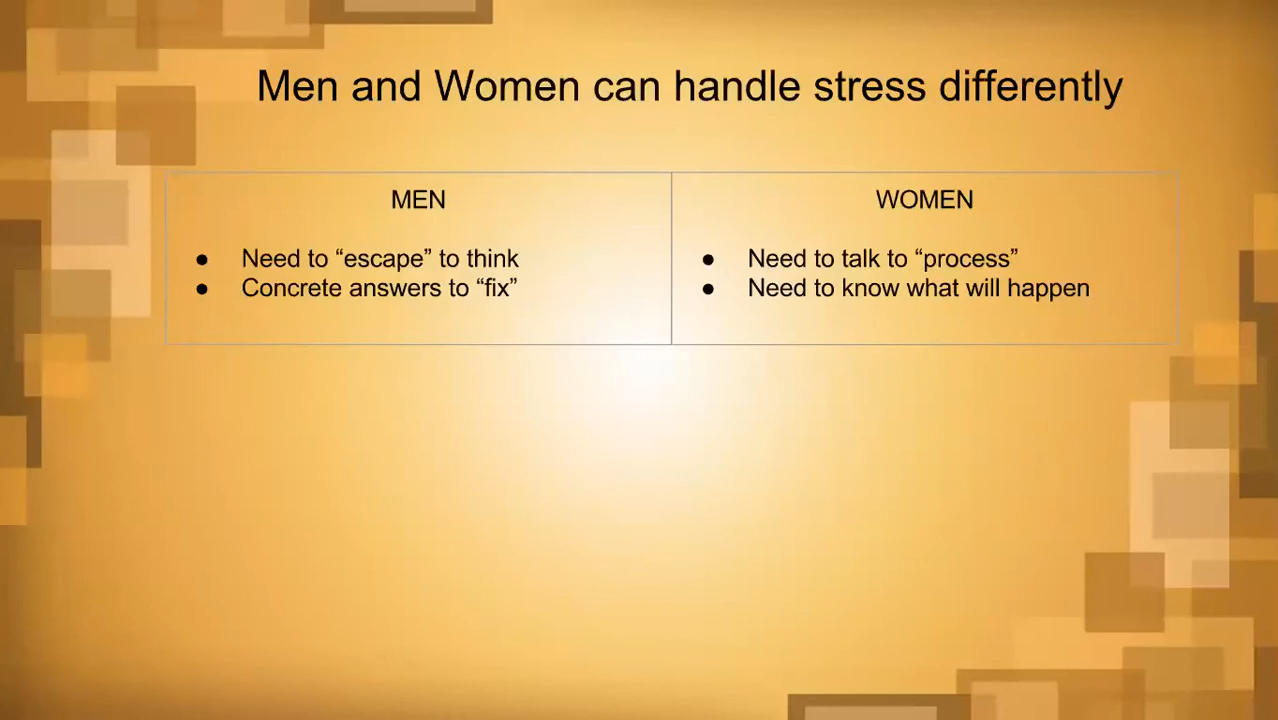 Men and Women can handle stress differently
MEN
● Need to “escape” to think
● Concrete answers to “fix”
WOMEN
● Need to talk to “process”
● Need to know what will happen